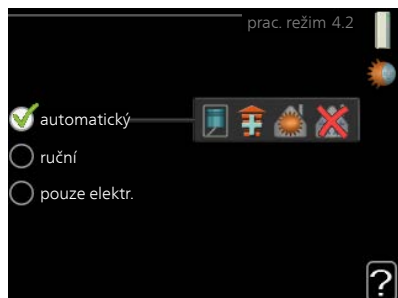 prac. režim 4.2
automatický
ruční
pouze elektr.
?